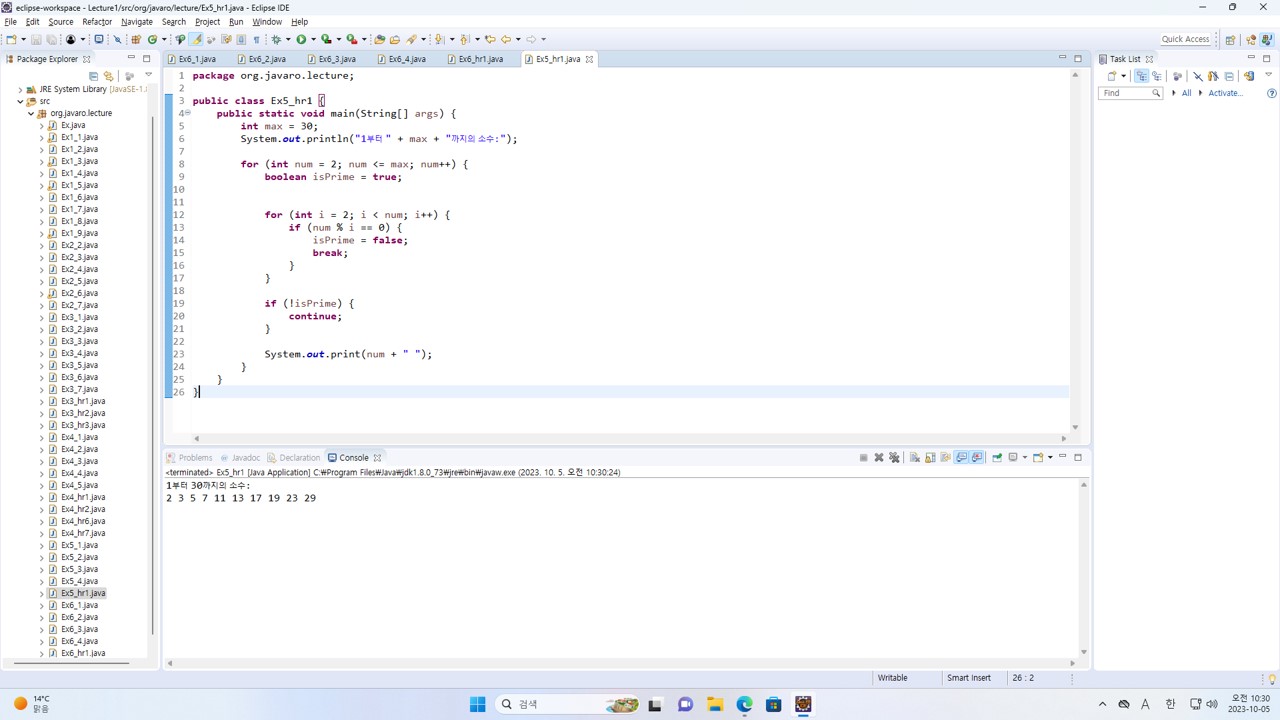 eclipse-workspace - Lecture1/src/org/javaro/lecture/Ex5_hr1.java - Eclipse IDE
File Edit Source Refactor Navigate Search Project Run Window Help
Quick Access
Package Explorer
JRE System Library [JavaSE-1.
src
org.javaro.lecture
Ex.java
Ex1_1.java
Ex1_2.java
Ex1_3.java
Ex1_4.java
Ex1_5.java
Ex1_6.java
Ex1_7.java
Ex1_8.java
Ex1_9.java
Ex2_2.java
Ex2_3.java
Ex2_4.java
Ex2_5.java
Ex2_6.java
Ex2_7.java
Ex3_1.java
Ex3_2.java
Ex3_3.java
Ex3_4.java
Ex3_5.java
Ex3_6.java
Ex3_7.java
Ex3_hr1.java
Ex3_hr2.java
Ex3_hr3.java
Ex4_1.java
Ex4_2.java
Ex4_3.java
Ex4_4.java
Ex4_5.java
Ex4_hr1.java
Ex4_hr2.java
Ex4_hr6.java
Ex4_hr7.java
Ex5_1.java
Ex5_2.java
Ex5_3.java
Ex5_4.java
Ex5_hr1.java
Ex6_1.java
Ex6_2.java
Ex6_3.java
Ex6_4.java
Ex6_hr1.java
Ex6_1.java Ex6_2.java Ex6_3.java Ex6_4.java Ex6_hr1.java Ex5_hr1.java
1 package org.javaro.lecture;
2
3 public class Ex5_hr1 {
4 public static void main(String[] args) {
5 int max = 30;
6 System.out.println("1부터 " + max + "까지의 소수:");
7
8 for (int num = 2; num <= max; num++) {
9 boolean isPrime = true;
10
11
12 for (int i = 2; i < num; i++) {
13 if (num % i == 0) {
14 isPrime = false;
15 break;
16 }
17 }
18
19 if (!isPrime) {
20 continue;
21 }
22
23 System.out.print(num + " ");
24 }
25 }
26 }
Problems Javadoc Declaration Console
<terminated> Ex5_hr1 [Java Application] C:₩Program Files₩Java₩jdk1.8.0_73₩jre₩bin₩javaw.exe (2023. 10. 5. 오전 10:30:24)
1부터 30까지의 소수:
2 3 5 7 11 13 17 19 23 29
Task List
Find All Activate...
Writable Smart Insert 26 : 2
14°C
맑음
검색
A 한
오전 10:30
2023-10-05